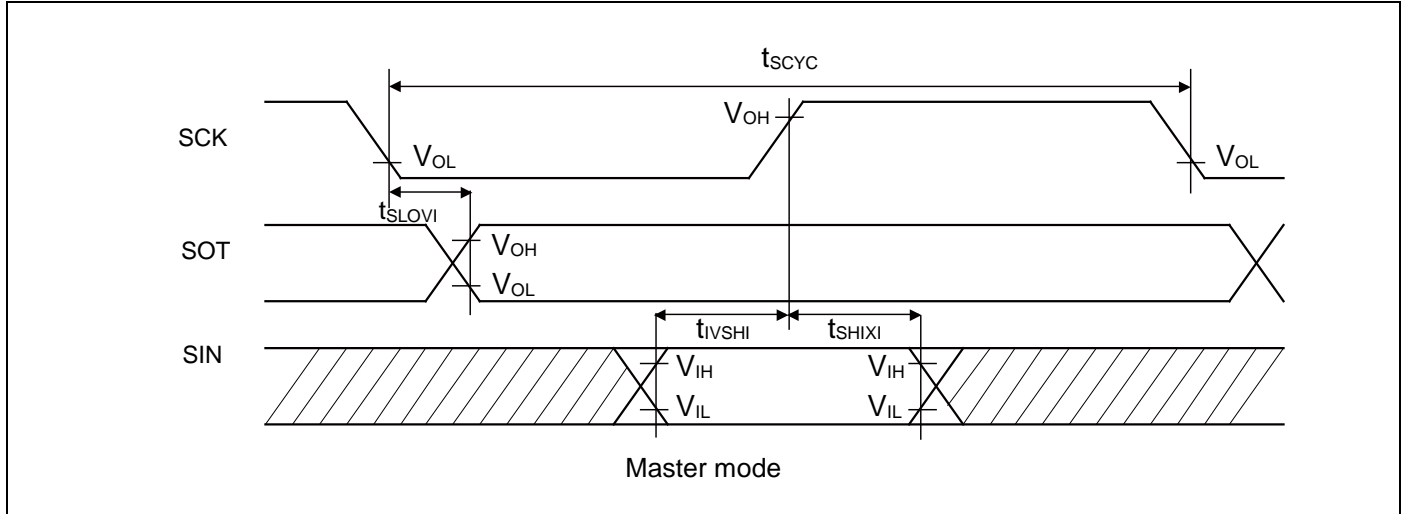 tSCYC
SCK
VOH
VOL
VOL
tSLOVI
SOT
VOH
VOL
tIVSHI
tSHIXI
SIN
VIH
VIH
VIL
VIL
Master mode